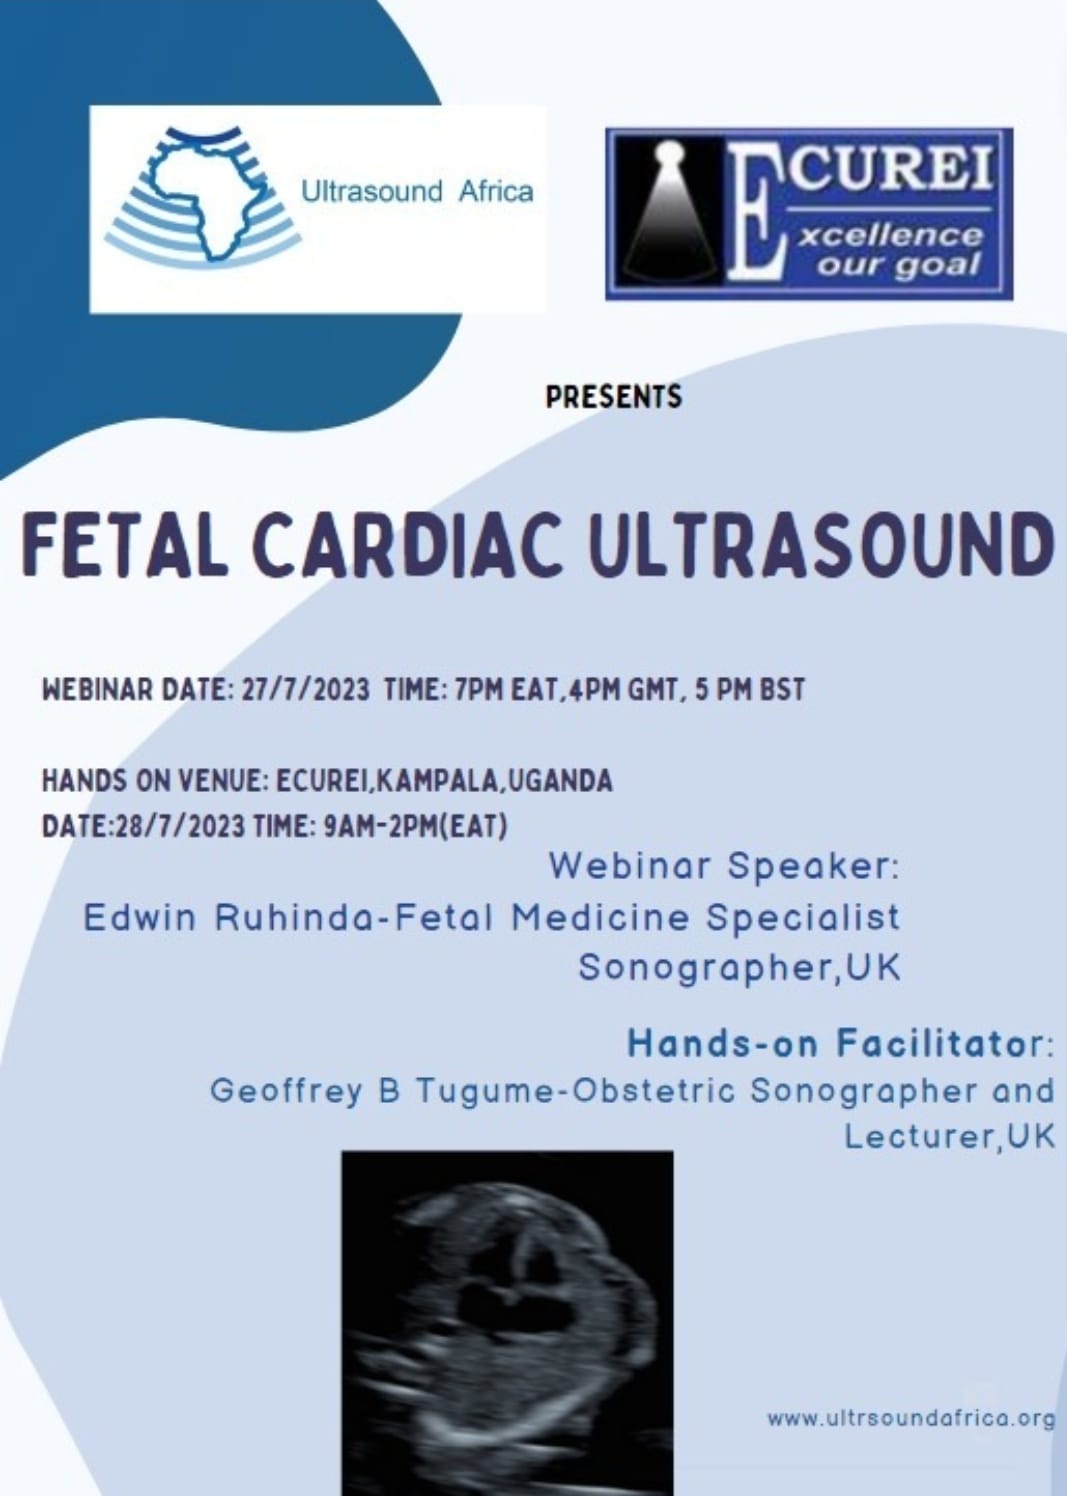 Ultrasound Africa
ECUREI
Excellence
our goal
PRESENTS
FETAL CARDIAC ULTRASOUND
WEBINAR DATE: 27/7/2023 TIME: 7PM EAT,4PM GMT, 5 PM BST
HANDS ON VENUE: ECUREI,KAMPALA,UGANDA
DATE:28/7/2023 TIME: 9AM-2PM(EAT)
Webinar Speaker:
Edwin Ruhinda-Fetal Medicine Specialist
Sonographer,UK
Hands-on Facilitator:
Geoffrey B Tugume-Obstetric Sonographer and
Lecturer,UK
www.ultrsoundafrica.org